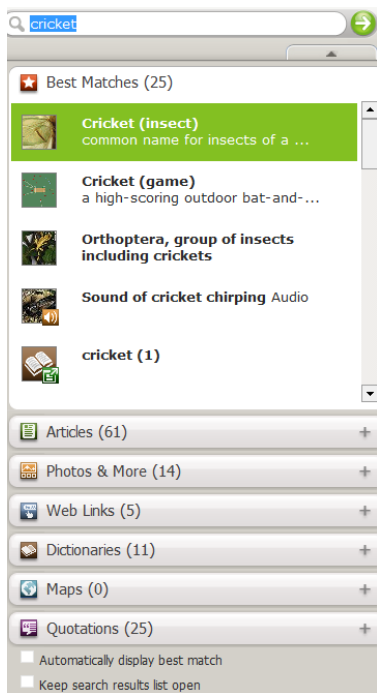 cricket
Best Matches (25)
Cricket (insect)
common name for insects of a ...
Cricket (game)
a high-scoring outdoor bat-and-...
Orthoptera, group of insects
including crickets
Sound of cricket chirping Audio
cricket (1)
Articles (61)
Photos & More (14)
Web Links (5)
Dictionaries (11)
Maps (0)
Quotations (25)
Automatically display best match
Keep search results list open